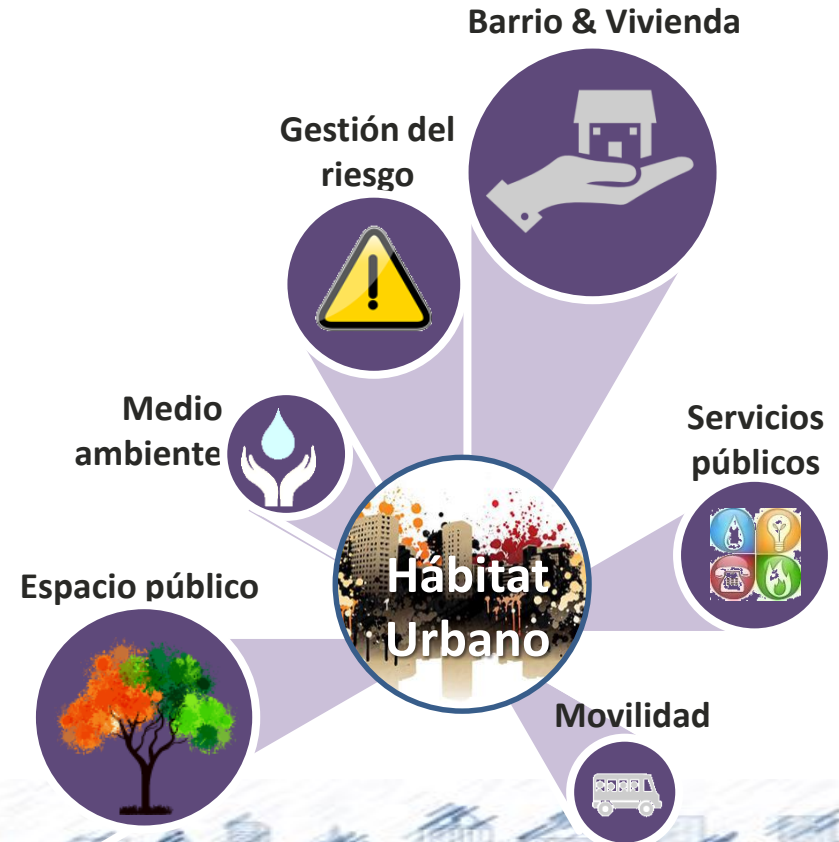 Barrio & Vivienda
Gestión del
riesgo
Medio
ambiente
Servicios
públicos
Hábitat
Urbano
Espacio público
Movilidad